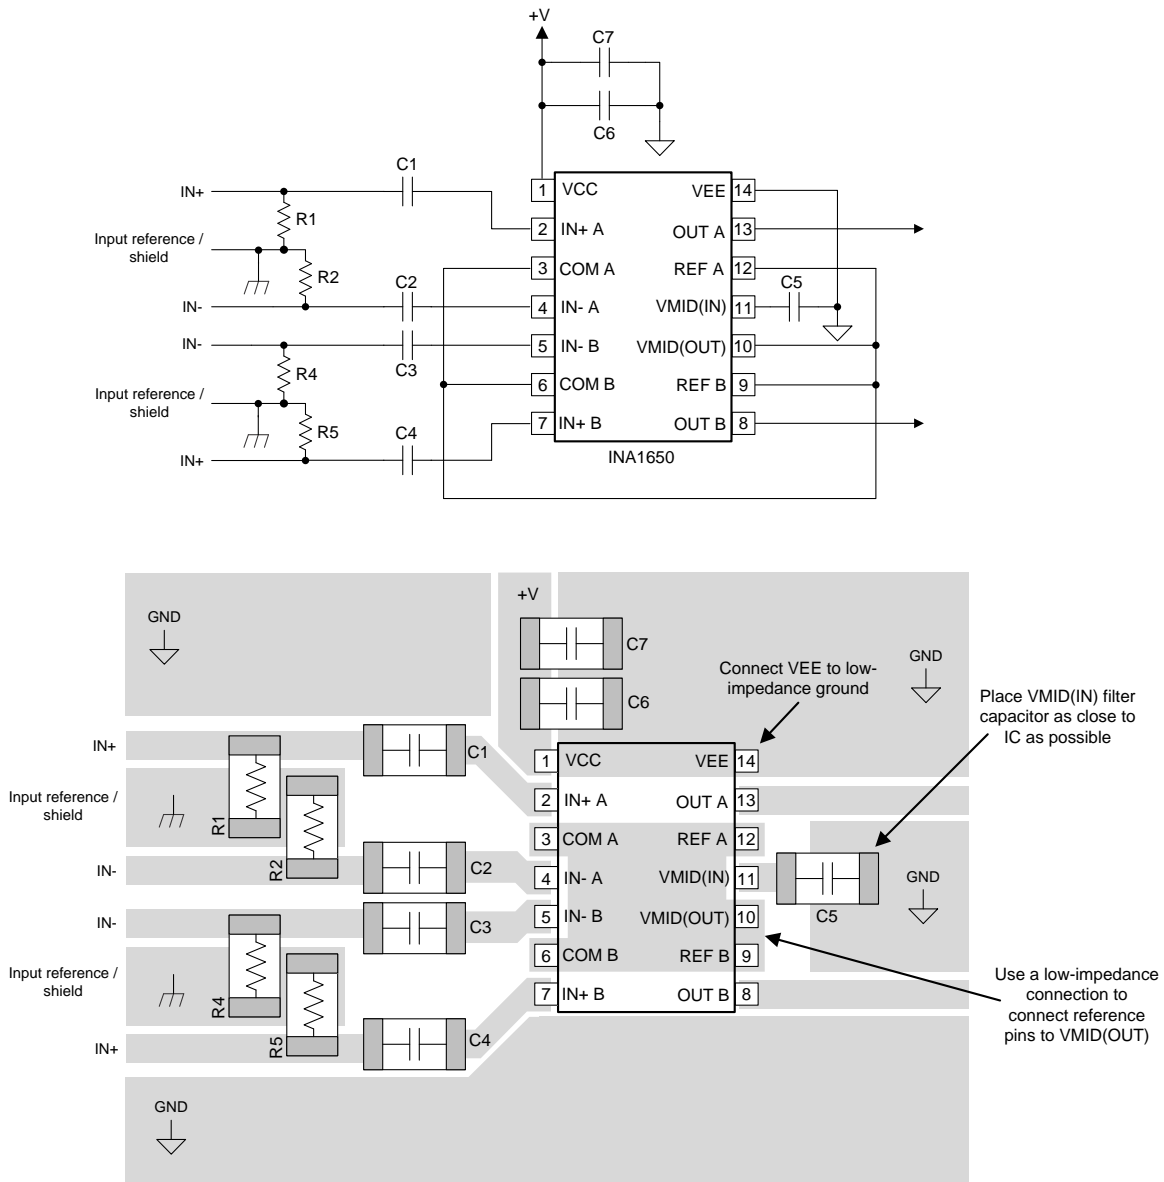 +V
C7
C6
C1
IN+
R1
Input reference /
shield
R2
C2
IN-
IN-
C3
R4
Input reference /
shield
R5
C4
IN+
1 VCC VEE 14
2 IN+ A OUT A 13
3 COM A REF A 12
4 IN- A VMID(IN) 11
C5
5 IN- B VMID(OUT) 10
6 COM B REF B 9
7 IN+ B OUT B 8
INA1650
GND
+V
C7
C6
Connect VEE to low-
impedance ground
GND
Place VMID(IN) filter
capacitor as close to
IC as possible
IN+
C1
Input reference /
shield
R1
R2
IN-
C2
IN-
C3
Input reference /
shield
R4
R5
IN+
C4
1 VCC VEE 14
2 IN+ A OUT A 13
3 COM A REF A 12
4 IN- A VMID(IN) 11
5 IN- B VMID(OUT) 10
6 COM B REF B 9
7 IN+ B OUT B 8
C5
GND
Use a low-impedance
connection to
connect reference
pins to VMID(OUT)
GND